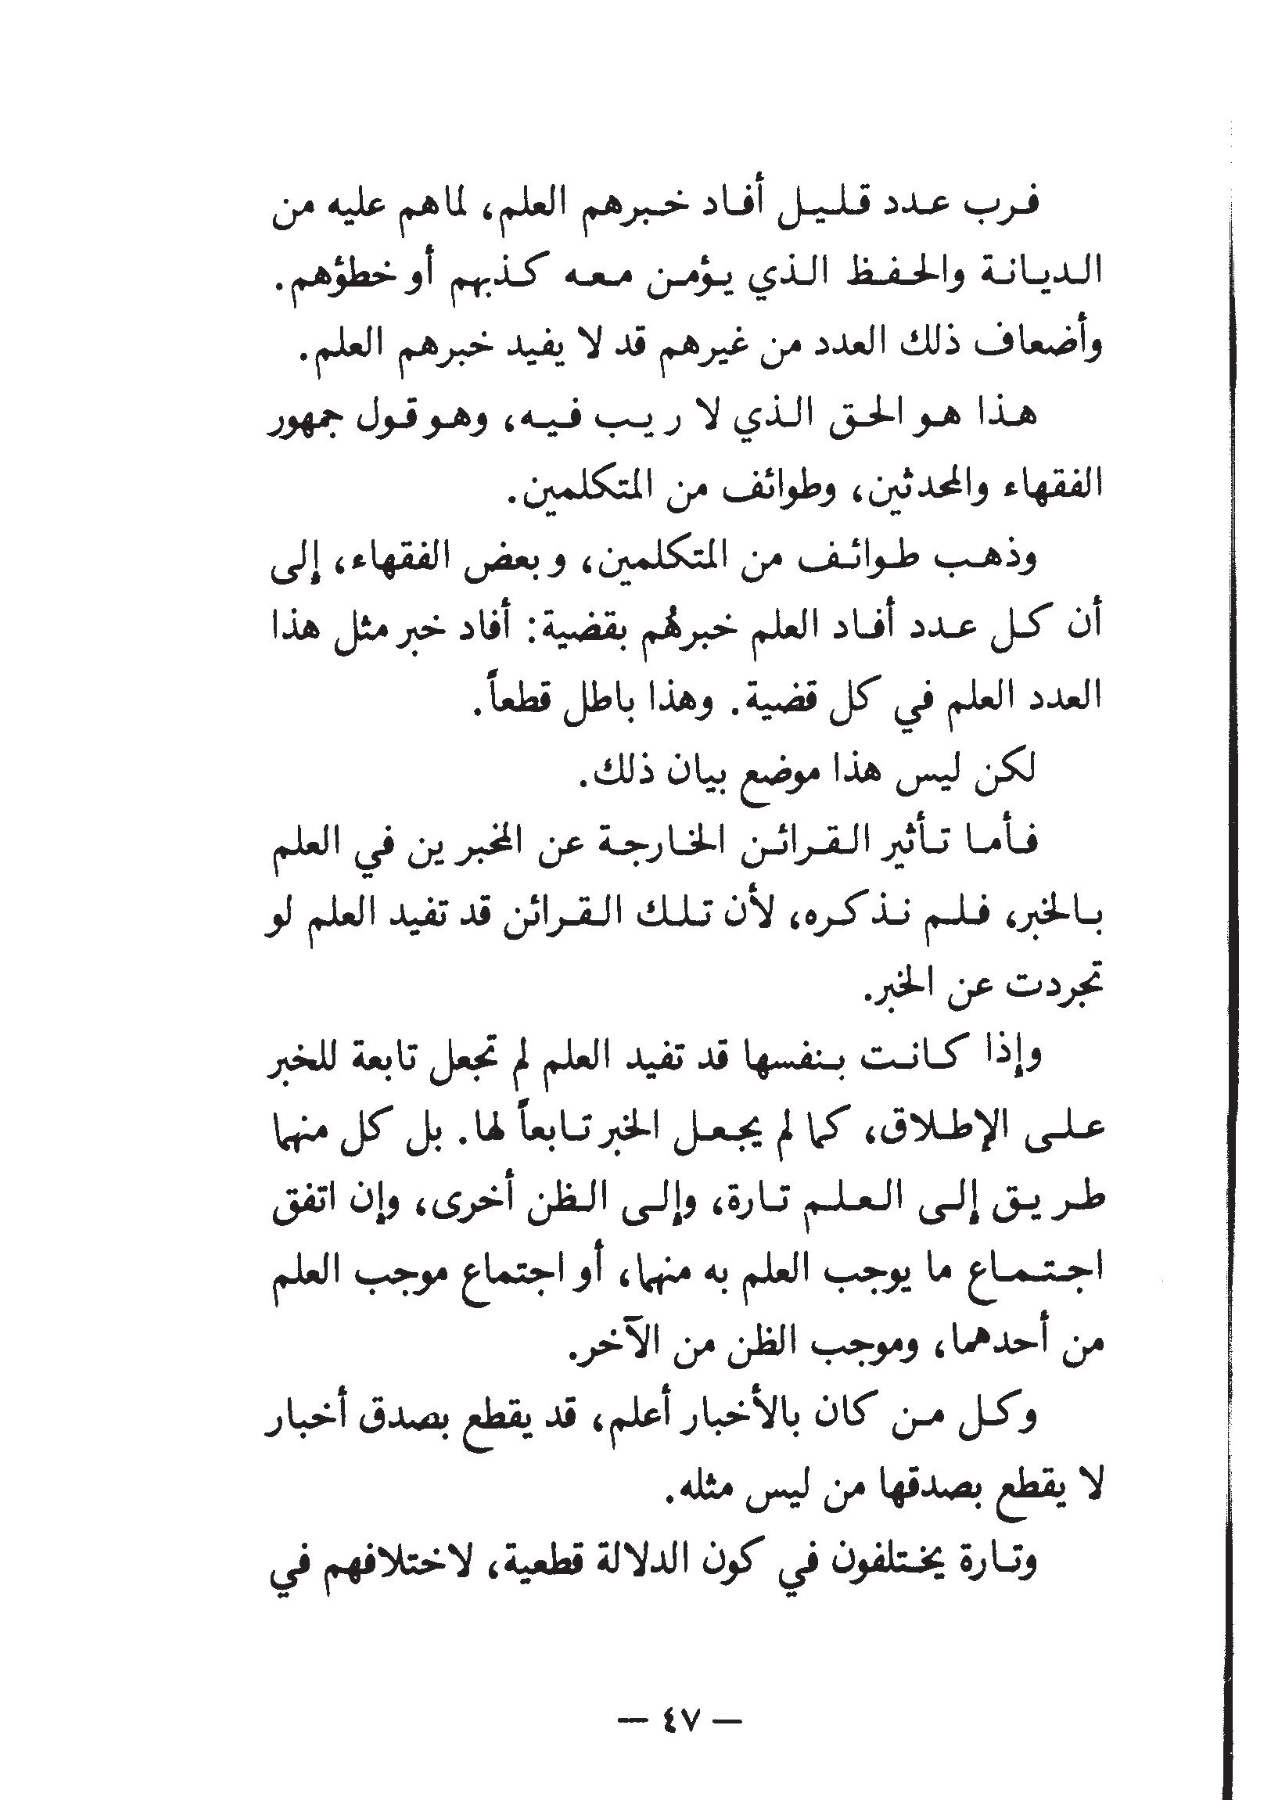 فرب عدد قليل أفاد خبرهم العلم، لماهم عليه من
الديانة والحفظ الذي يؤمن معه كذبهم أو خطؤهم.
وأضعاف ذلك العدد من غيرهم قد لا يفيد خبرهم العلم.
هذا هو الحق الذي لا ريب فيه، وهو قول جمهور
الفقهاء والمحدثين، وطوائف من المتكلمين.
وذهب طوائف من المتكلمين، وبعض الفقهاء، إلى
أن كل عدد أفاد العلم خبرهُم بقضية: أفاد خبر مثل هذا
العدد العلم في كل قضية. وهذا باطل قطعاً.
لكن ليس هذا موضع بيان ذلك.
فأما تأثير القرائن الخارجة عن المخبرين في العلم
بالخبر، فلم نذكره، لأن تلك القرائن قد تفيد العلم لو
تجردت عن الخبر.
وإذا كانت بنفسها قد تفيد العلم لم تجعل تابعة للخبر
على الإطلاق، كما لم يجعل الخبر تابعاً لها. بل كل منهما
طريق إلى العلم تارة، وإلى الظن أخرى، وإن اتفق
اجتماع ما يوجب العلم به منهما، أو اجتماع موجب العلم
من أحدهما، وموجب الظن من الآخر.
وكل من كان بالأخبار أعلم، قد يقطع بصدق أخبار
لا يقطع بصدقها من ليس مثله.
وتارة يختلفون في كون الدلالة قطعية، لاختلافهم في
— ٤٧ —